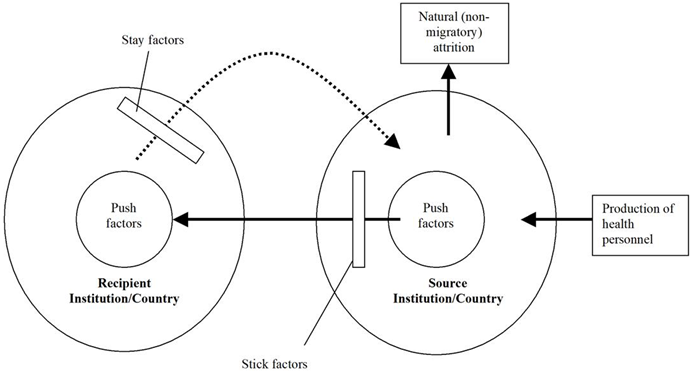 Natural (non-
migratory)
attrition
Stay factors
Push
factors
Push
factors
Production of
health
personnel
Recipient
Institution/Country
Source
Institution/Country
Stick factors